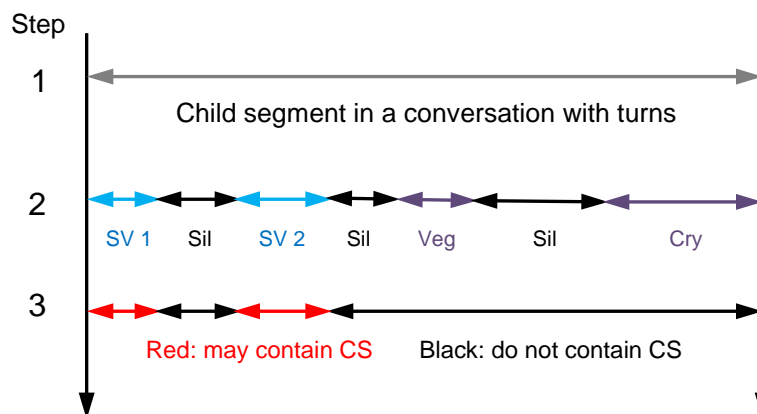 Step
1
Child segment in a conversation with turns
2
SV 1 Sil SV 2 Sil Veg Sil Cry
3
Red: may contain CS Black: do not contain CS